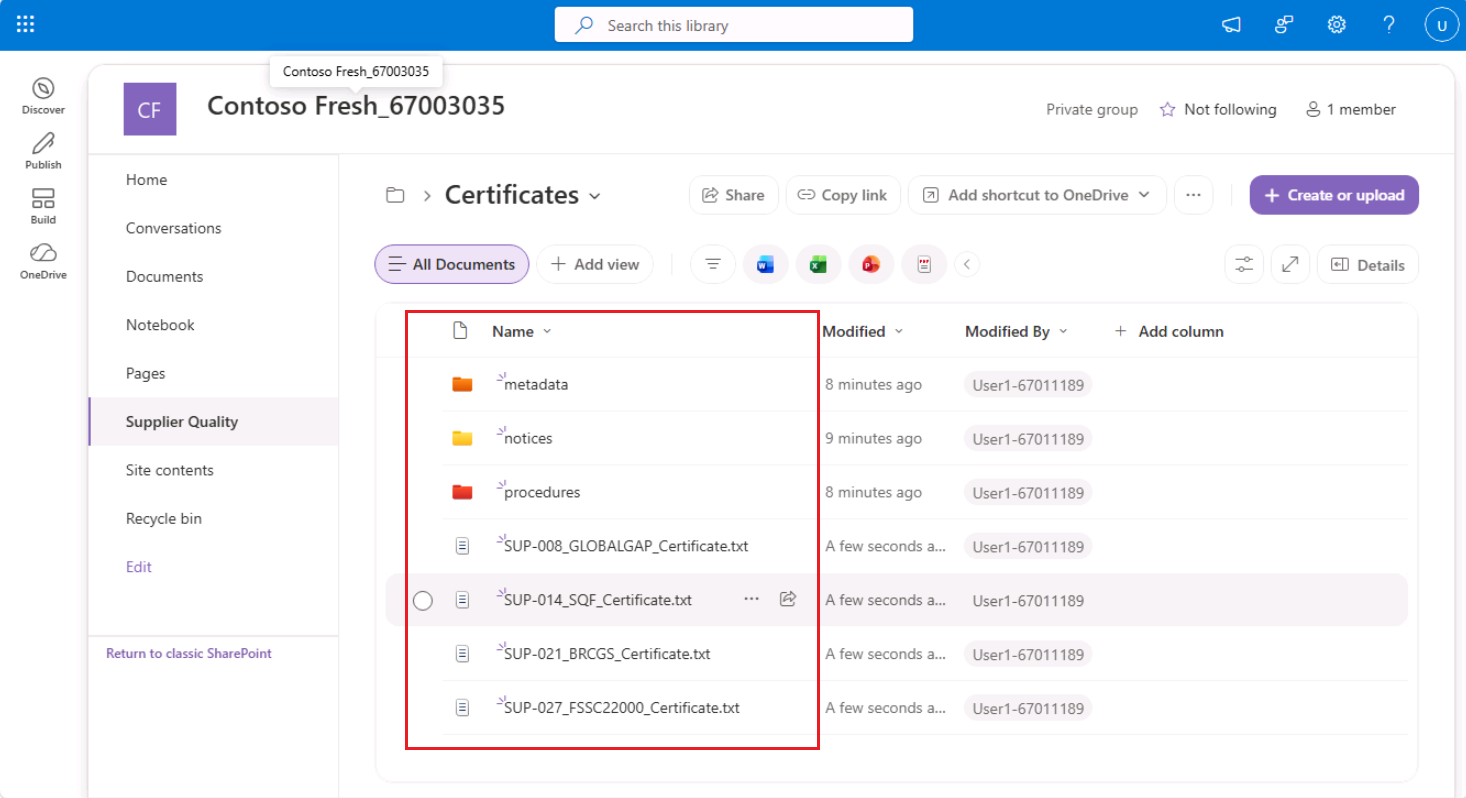 Search this library
U
Contoso Fresh_67003035
CF
Contoso Fresh_67003035
Private group
Not following
1 member
Discover
Publish
Build
OneDrive
Home
Conversations
Documents
Notebook
Pages
Supplier Quality
Site contents
Recycle bin
Edit
Return to classic SharePoint
Certificates
Share
Copy link
Add shortcut to OneDrive
Create or upload
All Documents
Add view
PDF
Details
Name Modified Modified By Add column
metadata 8 minutes ago User1-67011189
notices 9 minutes ago User1-67011189
procedures 8 minutes ago User1-67011189
SUP-008_GLOBALGAP_Certificate.txt A few seconds a... User1-67011189
SUP-014_SQF_Certificate.txt A few seconds a... User1-67011189
SUP-021_BRCGS_Certificate.txt A few seconds a... User1-67011189
SUP-027_FSSC22000_Certificate.txt A few seconds a... User1-67011189